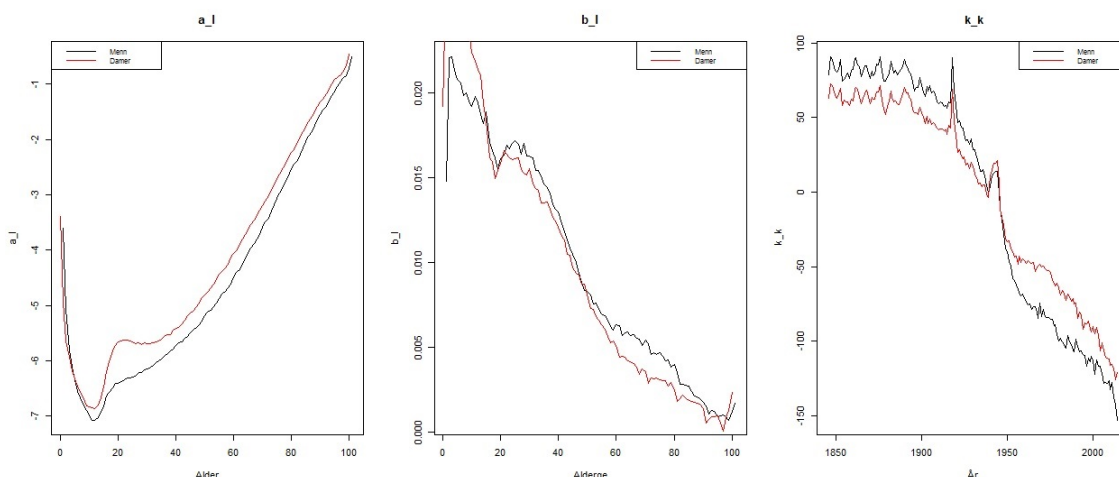 a_l
Menn
Damer
-1
-2
-3
-4
-5
-6
-7
a_l
0 20 40 60 80 100
Alder
b_l
Menn
Damer
0.020
0.015
0.010
0.005
0.000
b_l
0 20 40 60 80 100
Alderge
k_k
Menn
Damer
100
50
0
-50
-100
-150
k_k
1850 1900 1950 2000
År